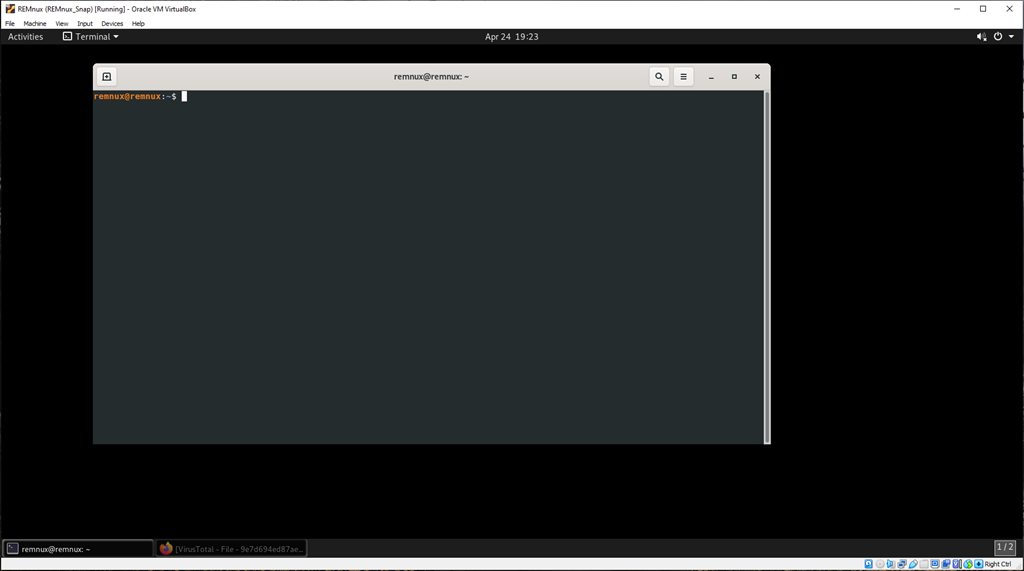 REMnux (REMnux_Snap) [Running] - Oracle VM VirtualBox
File Machine View Input Devices Help
Activities Terminal Apr 24 19:23
remnux@remnux: ~
remnux@remnux:~$
remnux@remnux: ~ [VirusTotal - File - 9e7d694ed87ae... 1 / 2
Right Ctrl